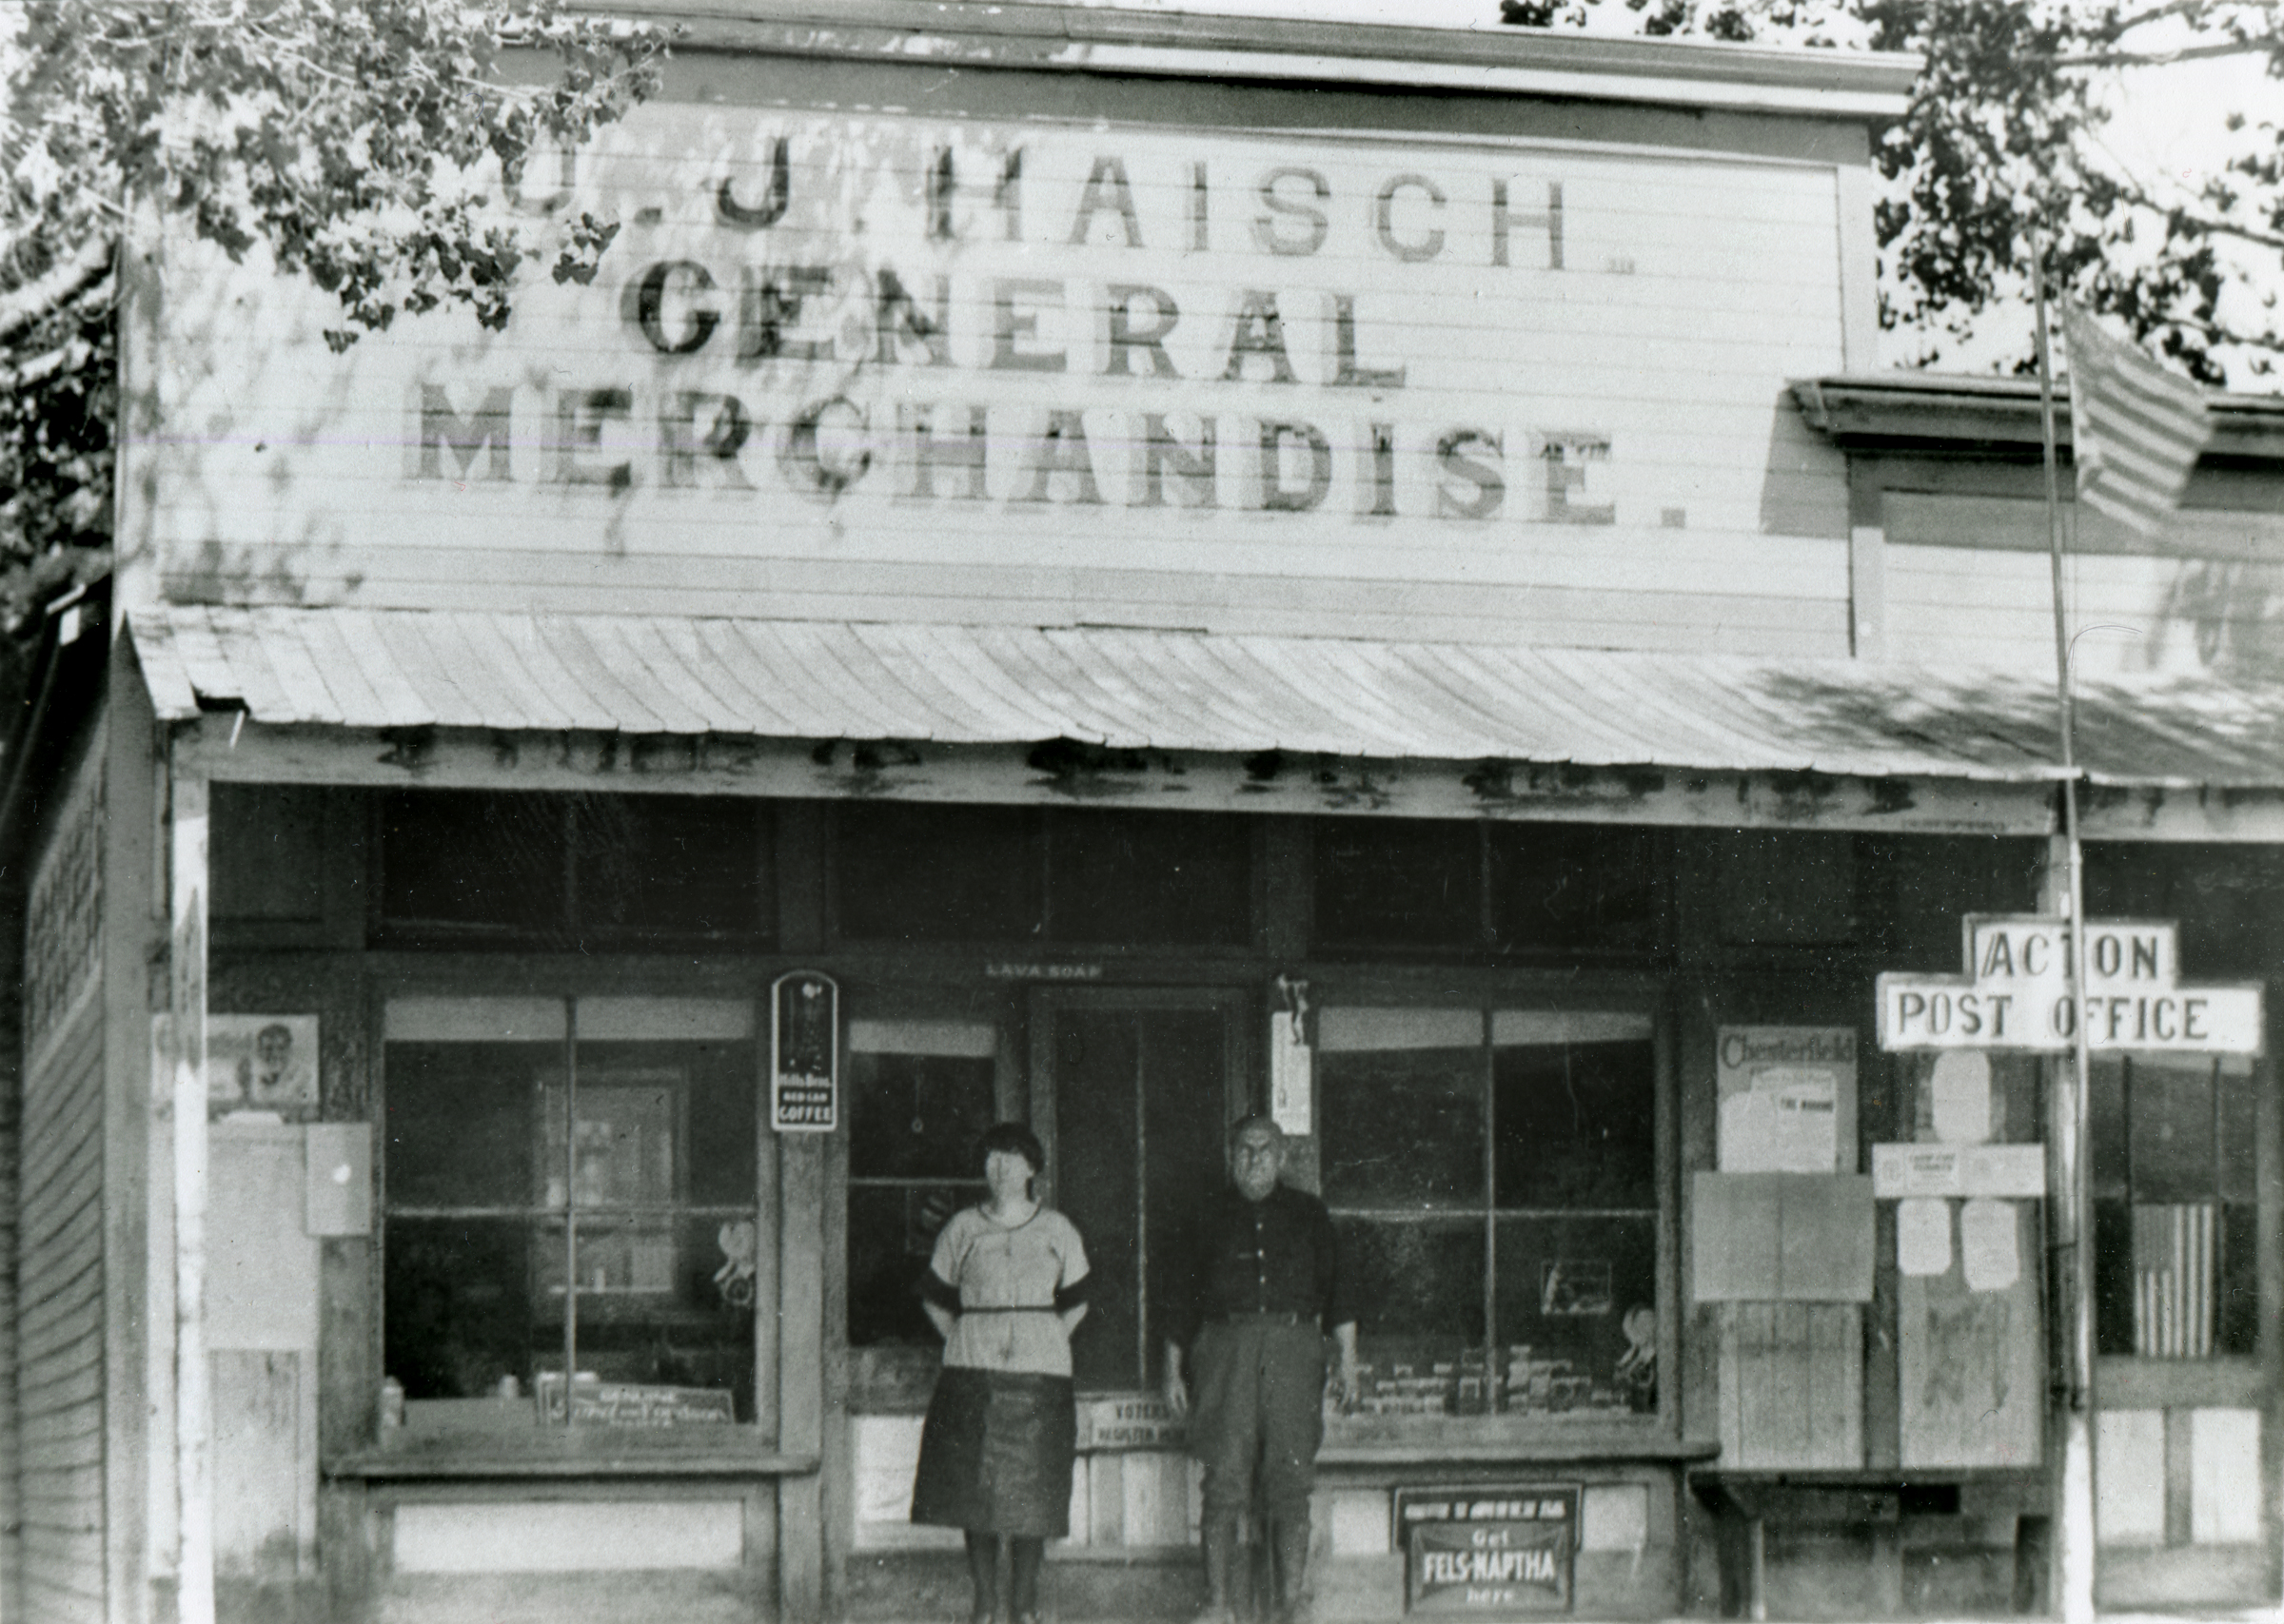 J. J. HAISCH.
GENERAL
MERCHANDISE.
LAVA SOAP
Hills Bros.
RED CAN
COFFEE
ACTON
POST OFFICE
Chesterfield
VOTERS
REGISTER
Get
FELS-NAPTHA
here